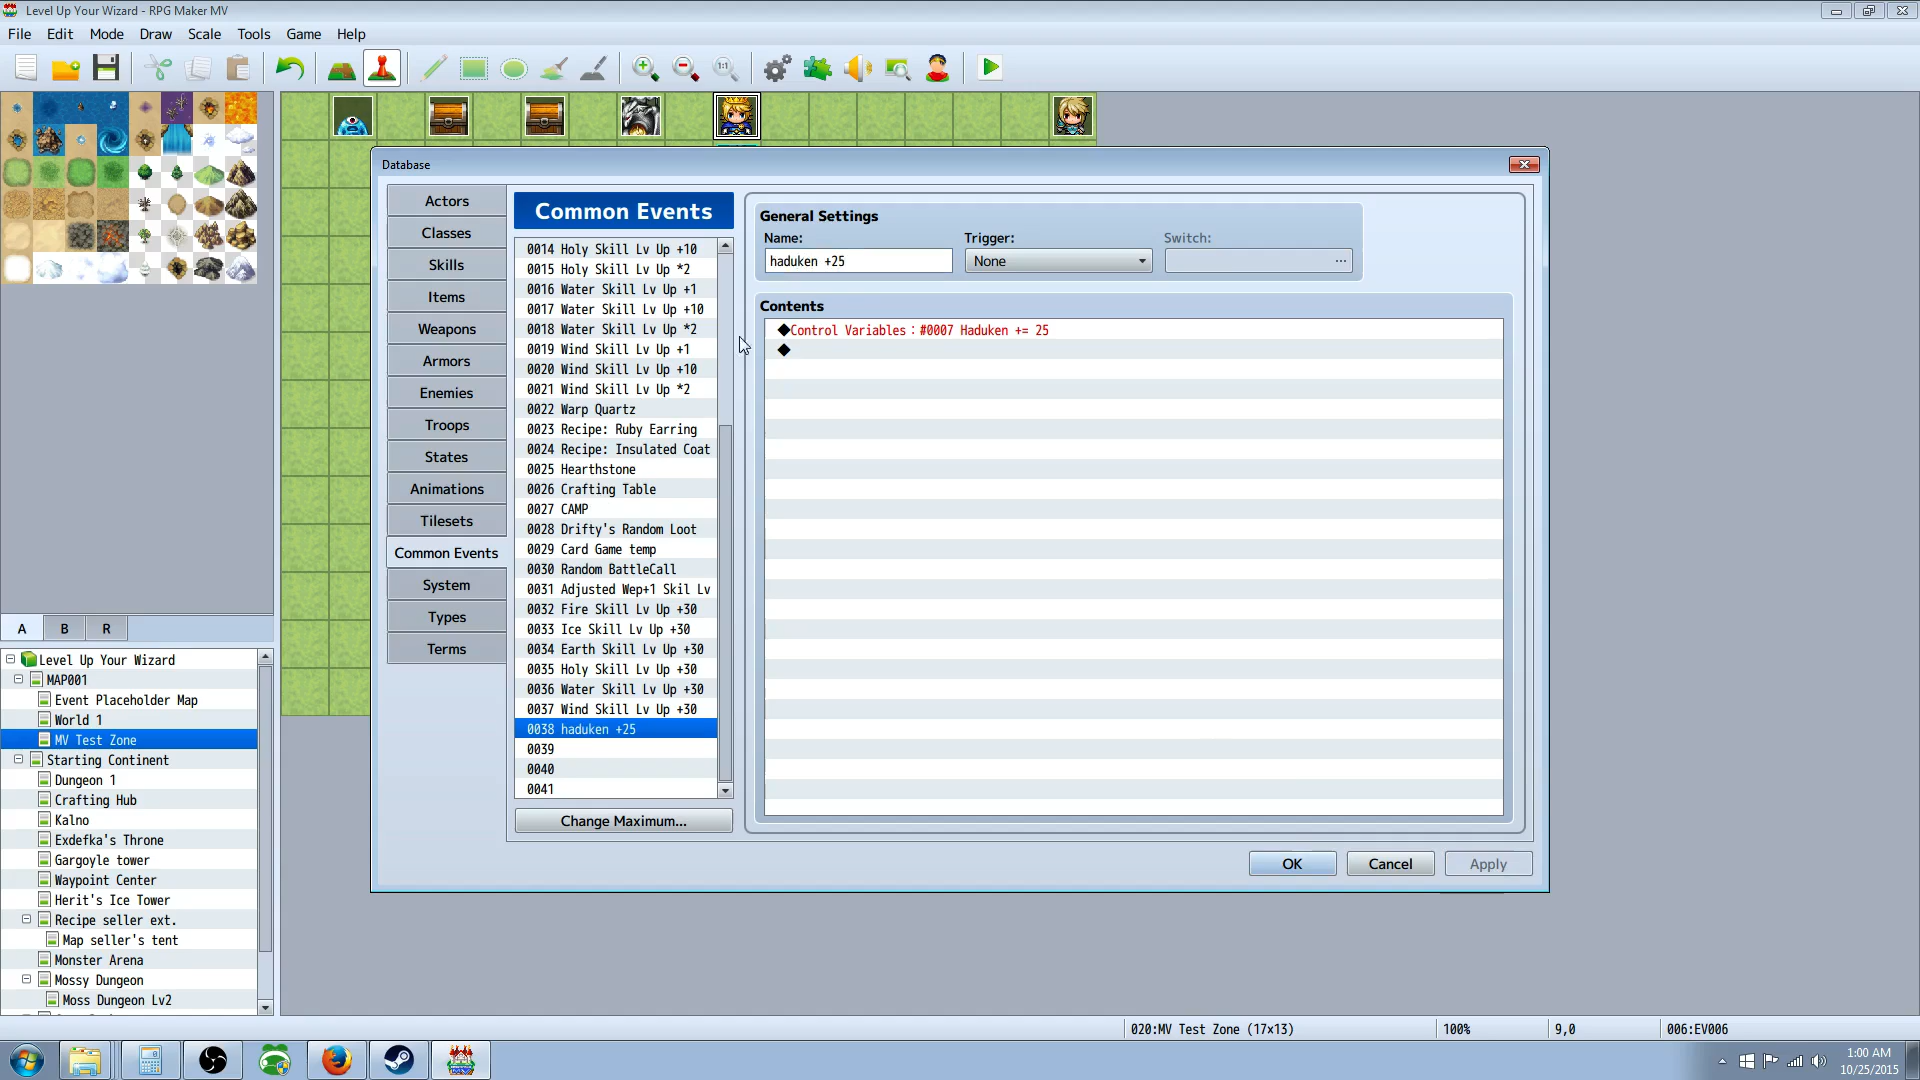 Level Up Your Wizard - RPG Maker MV
File Edit Mode Draw Scale Tools Game Help
1:1
Database
Actors
Classes
Skills
Items
Weapons
Armors
Enemies
Troops
States
Animations
Tilesets
Common Events
System
Types
Terms
Common Events
0014 Holy Skill Lv Up +10
0015 Holy Skill Lv Up *2
0016 Water Skill Lv Up +1
0017 Water Skill Lv Up +10
0018 Water Skill Lv Up *2
0019 Wind Skill Lv Up +1
0020 Wind Skill Lv Up +10
0021 Wind Skill Lv Up *2
0022 Warp Quartz
0023 Recipe: Ruby Earring
0024 Recipe: Insulated Coat
0025 Hearthstone
0026 Crafting Table
0027 CAMP
0028 Drifty's Random Loot
0029 Card Game temp
0030 Random BattleCall
0031 Adjusted Wep+1 Skil Lv
0032 Fire Skill Lv Up +30
0033 Ice Skill Lv Up +30
0034 Earth Skill Lv Up +30
0035 Holy Skill Lv Up +30
0036 Water Skill Lv Up +30
0037 Wind Skill Lv Up +30
0038 haduken +25
0039
0040
0041
Change Maximum...
General Settings
Name: Trigger: Switch:
haduken +25 None ...
Contents
◆Control Variables：#0007 Haduken += 25
◆
OK Cancel Apply
A B R
Level Up Your Wizard
MAP001
Event Placeholder Map
World 1
MV Test Zone
Starting Continent
Dungeon 1
Crafting Hub
Kalno
Exdefka's Throne
Gargoyle tower
Waypoint Center
Herit's Ice Tower
Recipe seller ext.
Map seller's tent
Monster Arena
Mossy Dungeon
Moss Dungeon Lv2
020:MV Test Zone (17x13) 100% 9,0 006:EV006
1:00 AM
10/25/2015